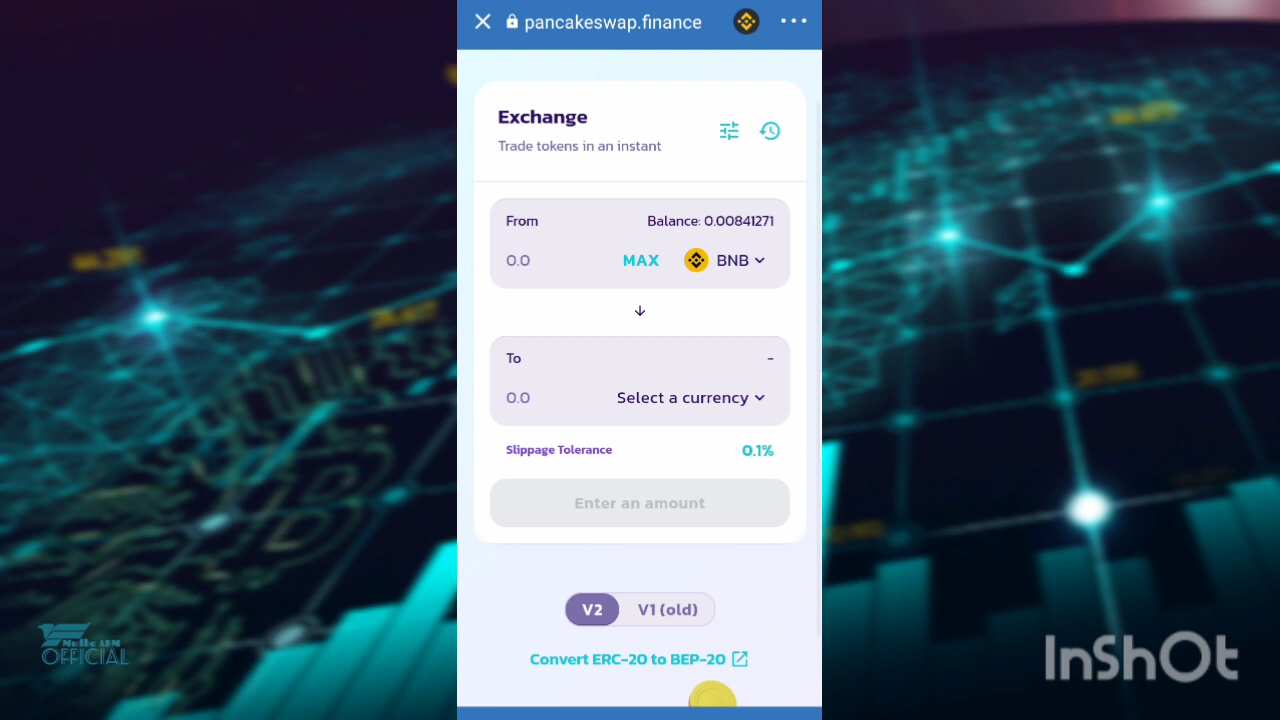 pancakeswap.finance
Exchange
Trade tokens in an instant
From
Balance: 0.00841271
0.0
MAX
BNB
To
-
0.0
Select a currency
Slippage Tolerance
0.1%
Enter an amount
V2
V1 (old)
Convert ERC-20 to BEP-20
OFFICIAL
InShOt